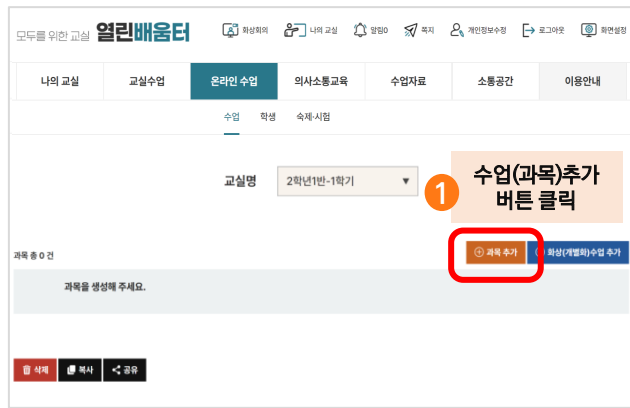 모두를 위한 교실 열린배움터
화상회의 나의 교실 알림0 쪽지 개인정보수정 로그아웃 화면설정
나의 교실 교실수업 온라인 수업 의사소통교육 수업자료 소통공간 이용안내
수업 학생 숙제·시험
교실명 2학년1반-1학기 ▼
1 수업(과목)추가
버튼 클릭
과목 총 0 건
과목 추가 화상(개별화)수업 추가
과목을 생성해 주세요.
삭제 복사 공유